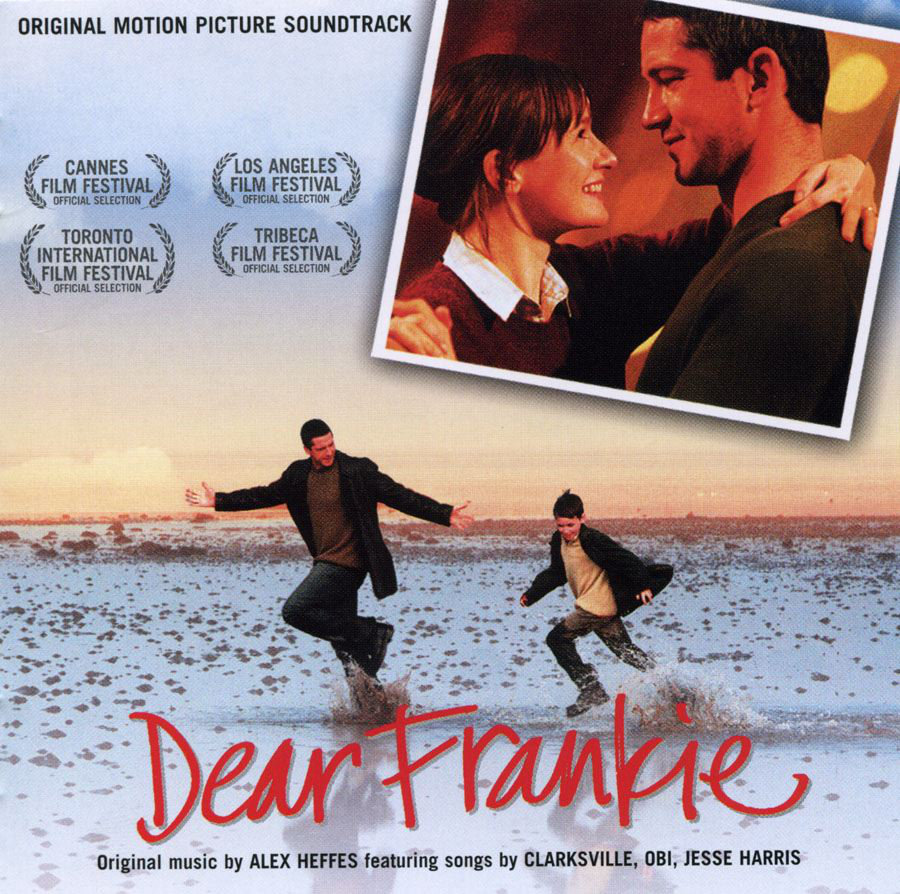 ORIGINAL MOTION PICTURE SOUNDTRACK
CANNES
FILM FESTIVAL
OFFICIAL SELECTION
LOS ANGELES
FILM FESTIVAL
OFFICIAL SELECTION
TORONTO
INTERNATIONAL
FILM FESTIVAL
OFFICIAL SELECTION
TRIBECA
FILM FESTIVAL
OFFICIAL SELECTION
Dear Frankie
Original music by ALEX HEFFES featuring songs by CLARKSVILLE, OBI, JESSE HARRIS